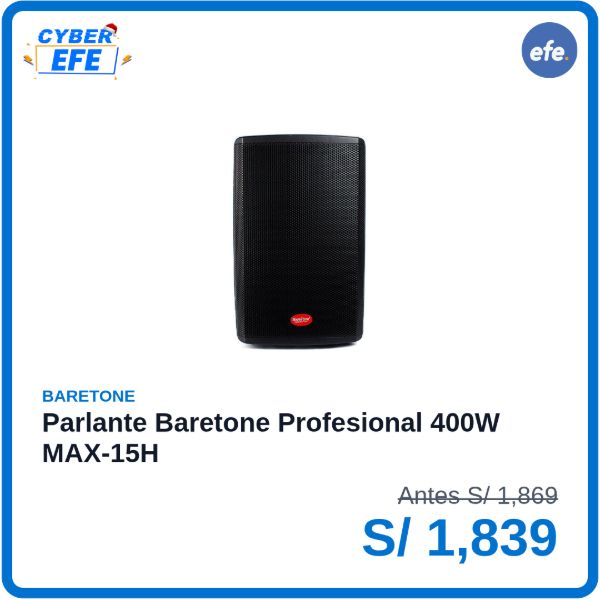 CYBER
EFE
efe.
BARETONE
Parlante Baretone Profesional 400W
MAX-15H
Antes S/ 1,869
S/ 1,839